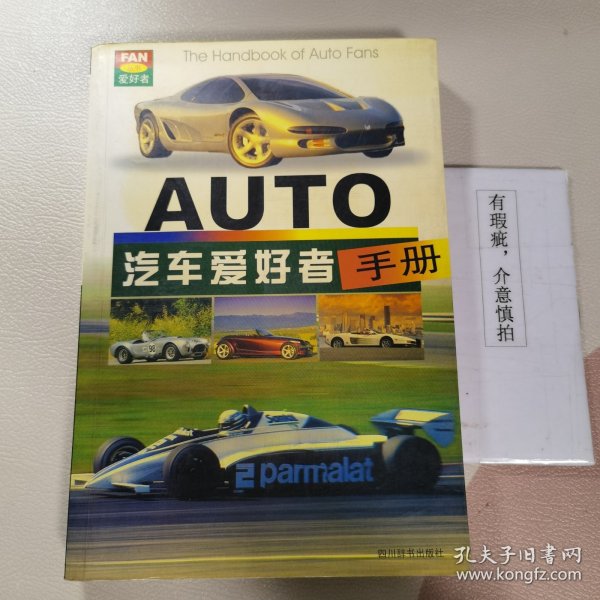 FAN
爱好者
The Handbook of Auto Fans
AUTO
汽车爱好者手册
98
2 parmalat
四川辞书出版社
有瑕疵，介意慎拍
孔夫子旧书网
www.kongfz.com